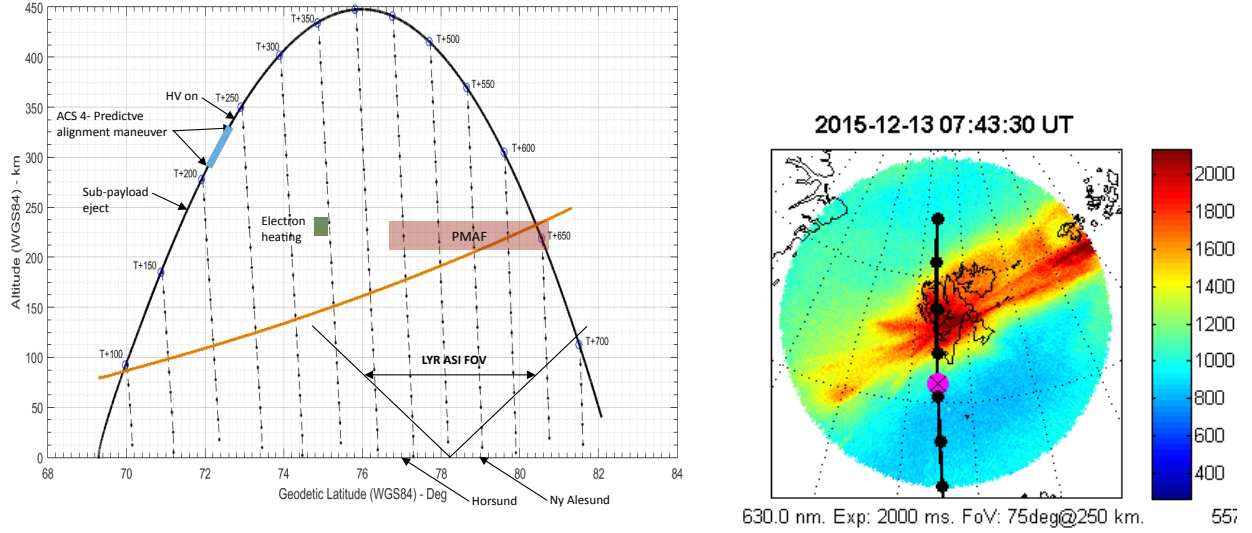 450
400
350
300
250
200
150
100
50
0
68
70
72
74
76
78
80
82
84
Altitude (WGS84) - km
Geodetic Latitude (WGS84) - Deg
T+100
T+150
T+200
T+250
T+300
T+350
T+500
T+550
T+600
T+650
T+700
HV on
ACS 4- Predictve
alignment maneuver
Sub-payload
eject
Electron
heating
PMAF
LYR ASI FOV
Horsund
Ny Alesund
2015-12-13 07:43:30 UT
2000
1800
1600
1400
1200
1000
800
600
400
630.0 nm. Exp: 2000 ms. FoV: 75deg@250 km.
557